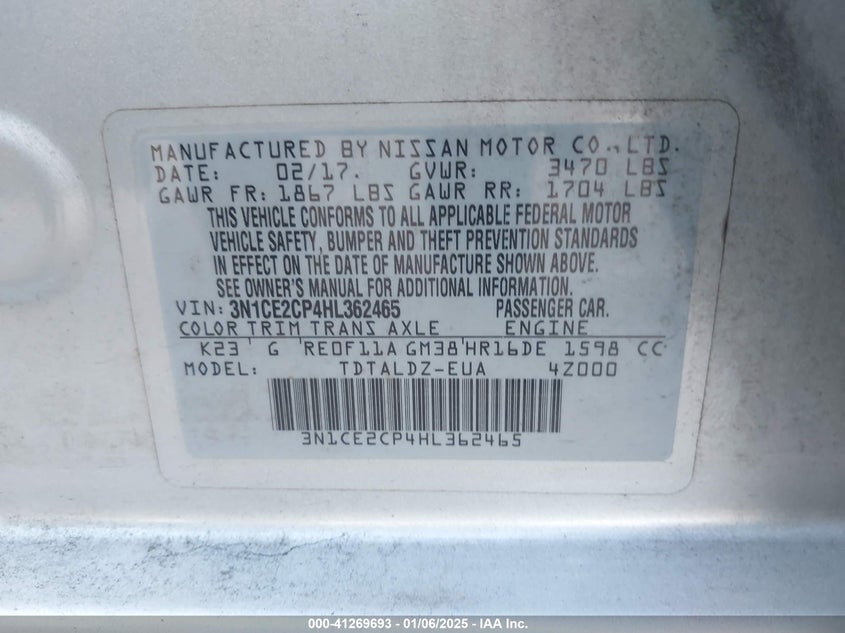 MANUFACTURED BY NISSAN MOTOR CO., LTD.
DATE: 02/17. GVWR: 3470 LBS
GAWR FR: 1867 LBS GAWR RR: 1704 LBS
THIS VEHICLE CONFORMS TO ALL APPLICABLE FEDERAL MOTOR
VEHICLE SAFETY, BUMPER AND THEFT PREVENTION STANDARDS
IN EFFECT ON THE DATE OF MANUFACTURE SHOWN ABOVE.
SEE OWNER'S MANUAL FOR ADDITIONAL INFORMATION.
VIN: 3N1CE2CP4HL362465 PASSENGER CAR.
COLOR TRIM TRANS AXLE ENGINE
K23 G RE0F11A GM38 HR16DE 1598 CC
MODEL: TDTALDZ-EUA 4Z000
3N1CE2CP4HL362465
000-41269693 - 01/06/2025 - IAA Inc.